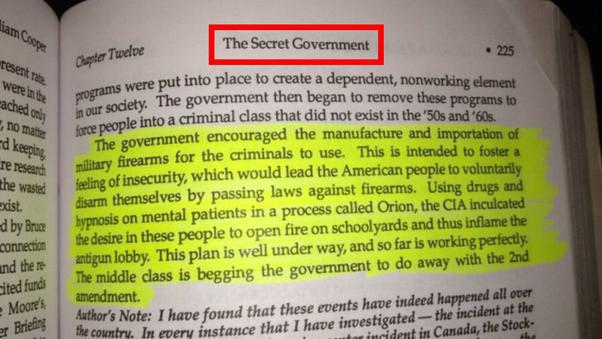 liam Cooper
present rate.
were in the
eached only
no matter
rd keeping,
re research
the wasted
exist.
d by Bruce
connection
and the re-
cited funds
Moore's,
er Briefing
Chapter Twelve
The Secret Government
• 225
programs were put into place to create a dependent, nonworking element
in our society. The government then began to remove these programs to
force people into a criminal class that did not exist in the '50s and '60s.
The government encouraged the manufacture and importation of
military firearms for the criminals to use. This is intended to foster a
feeling of insecurity, which would lead the American people to voluntarily
disarm themselves by passing laws against firearms. Using drugs and
hypnosis on mental patients in a process called Orion, the CIA inculcated
the desire in these people to open fire on schoolyards and thus inflame the
antigun lobby. This plan is well under way, and so far is working perfectly.
The middle class is begging the government to do away with the 2nd
amendment.
Author's Note: I have found that these events have indeed happened all over
the country. In every instance that I have investigated — the incident at the
incident in Canada, the Stock-